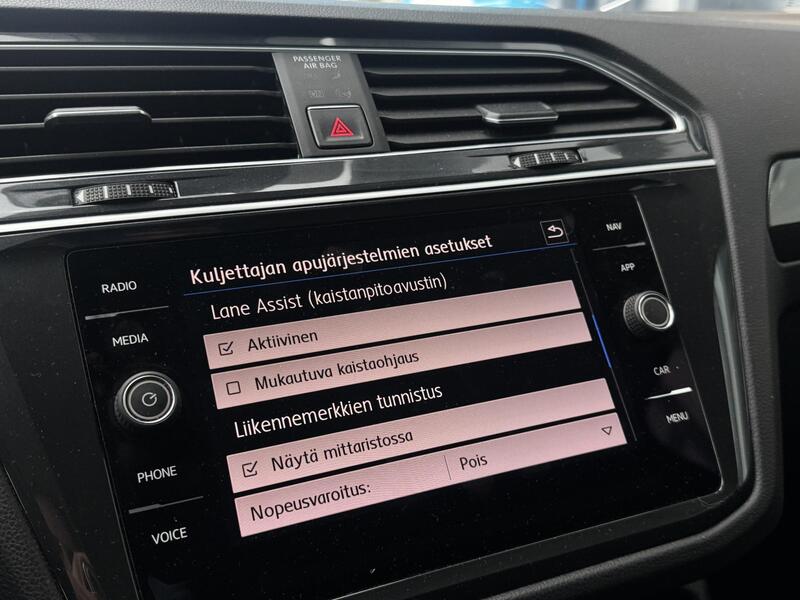 PASSENGER
AIR BAG
RADIO
MEDIA
PHONE
VOICE
Kuljettajan apujärjestelmien asetukset
Lane Assist (kaistanpitoavustin)
Aktiivinen
Mukautuva kaistaohjaus
Liikennemerkkien tunnistus
Näytä mittaristossa
Nopeusvaroitus: Pois
NAV
APP
CAR
MENU